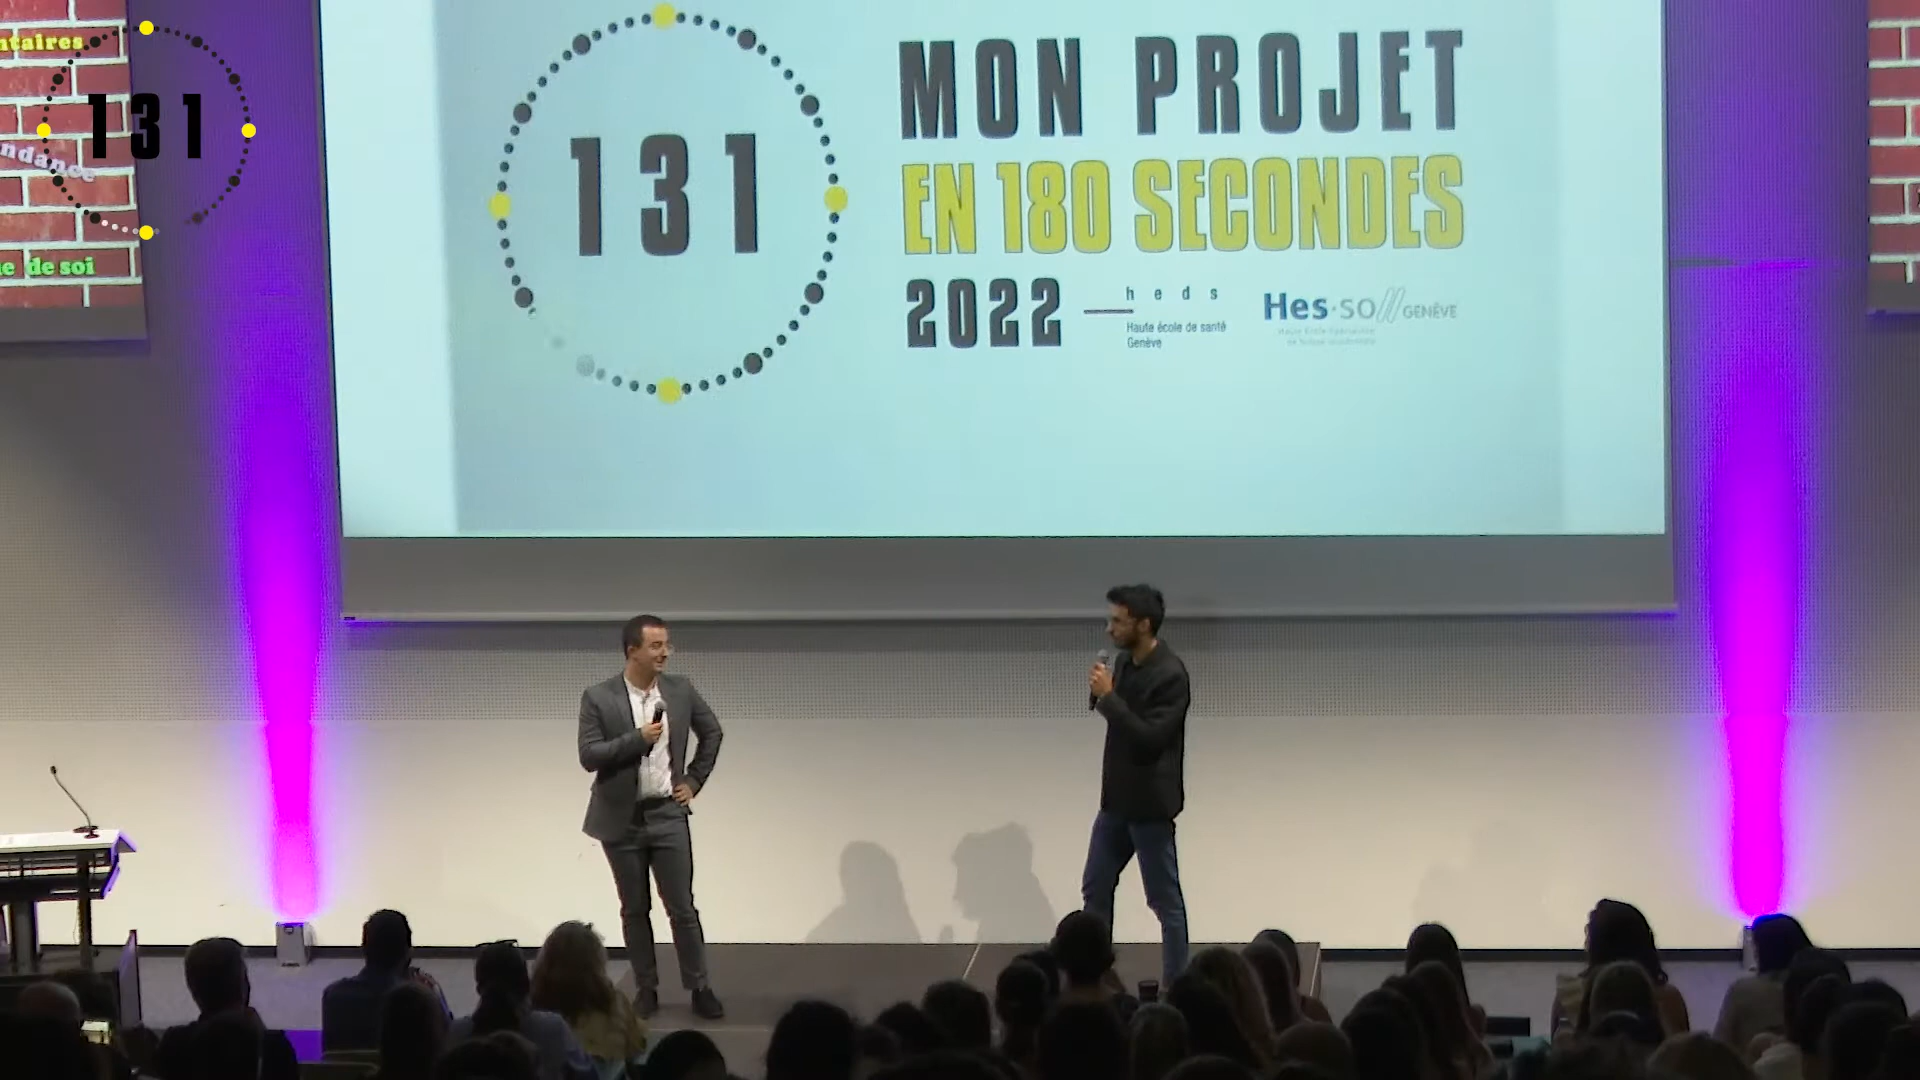 ntaires
131
ndance
e de soi
131
MON PROJET
EN 180 SECONDES
2022
heds
Haute école de santé
Genève
Hes·so// GENÈVE